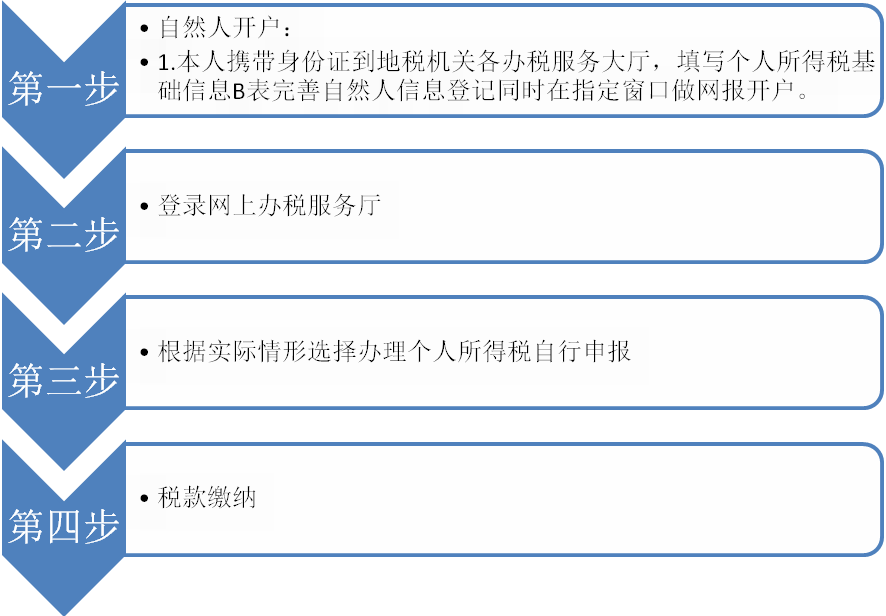 第一步
• 自然人开户：
• 1.本人携带身份证到地税机关各办税服务大厅，填写个人所得税基
础信息B表完善自然人信息登记同时在指定窗口做网报开户。
第二步
• 登录网上办税服务厅
第三步
• 根据实际情形选择办理个人所得税自行申报
第四步
• 税款缴纳